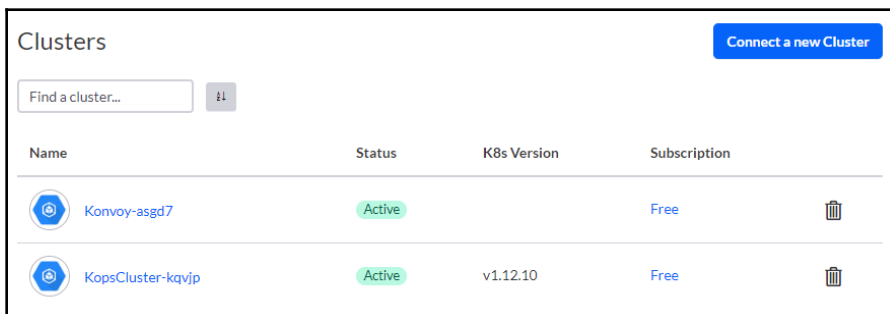 Clusters
Connect a new Cluster
Find a cluster...
Name Status K8s Version Subscription
Konvoy-asgd7 Active Free
KopsCluster-kqvjp Active v1.12.10 Free